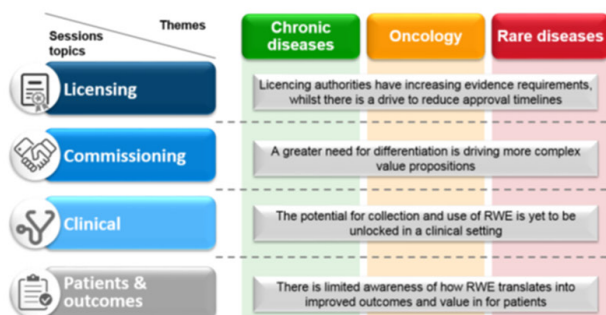 Themes
Sessions
topics
Chronic
diseases
Oncology
Rare diseases
Licensing
Licencing authorities have increasing evidence requirements,
whilst there is a drive to reduce approval timelines
Commissioning
A greater need for differentiation is driving more complex
value propositions
Clinical
The potential for collection and use of RWE is yet to be
unlocked in a clinical setting
Patients &
outcomes
There is limited awareness of how RWE translates into
improved outcomes and value in for patients